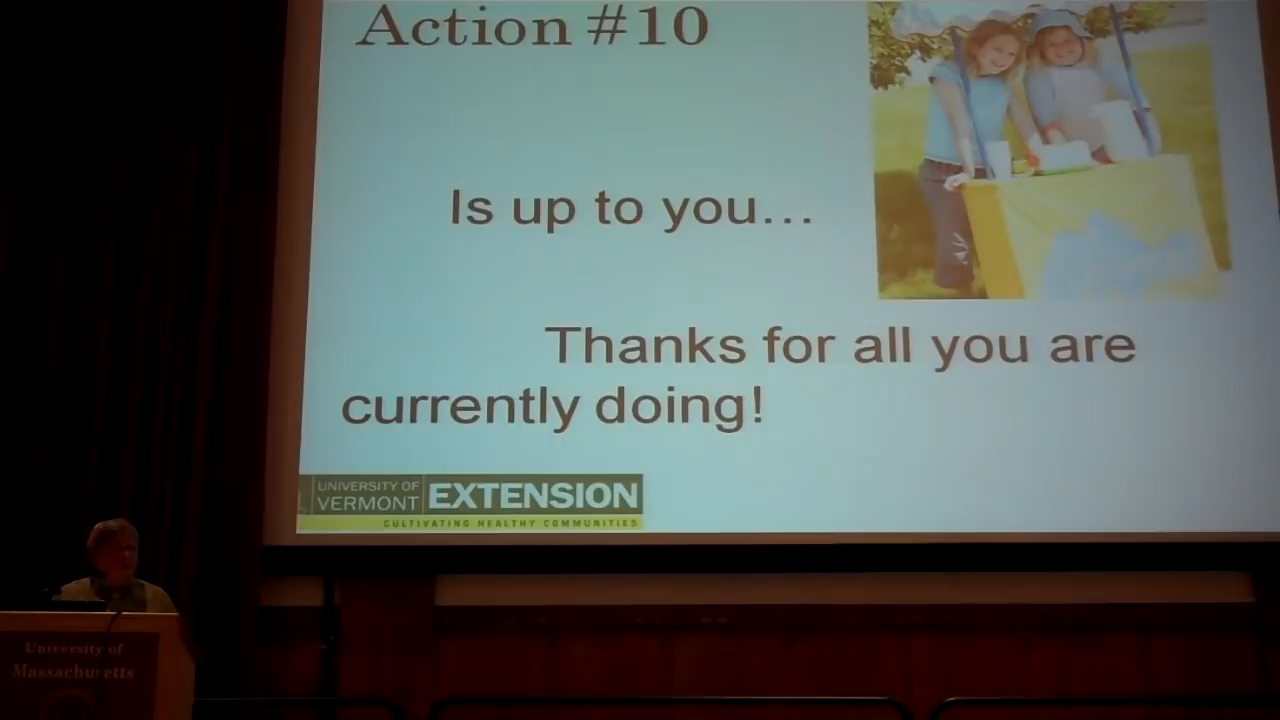 Action #10
Is up to you...
Thanks for all you are
currently doing!
UNIVERSITY OF
VERMONT
EXTENSION
CULTIVATING HEALTHY COMMUNITIES
University of
Massachusetts